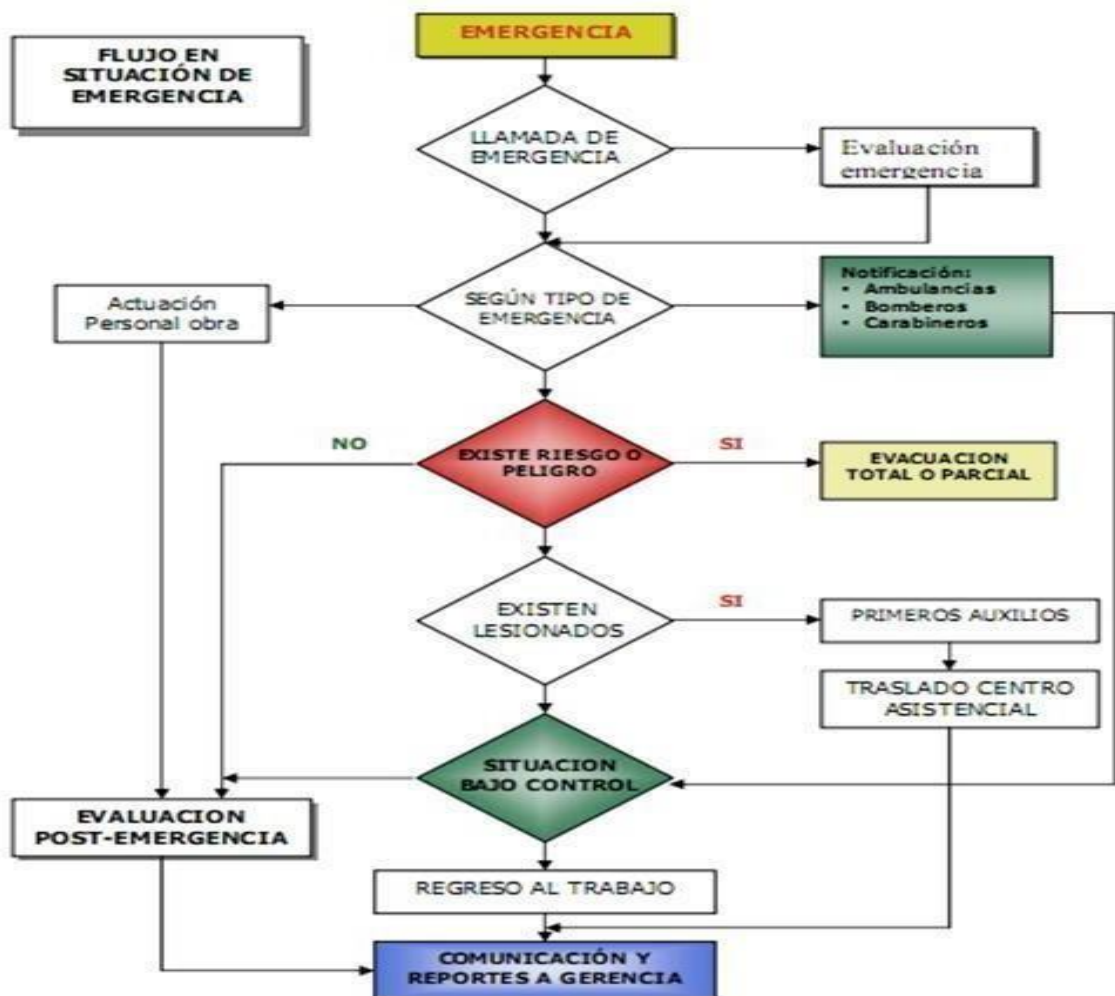 FLUJO EN
SITUACIÓN DE
EMERGENCIA
EMERGENCIA
LLAMADA DE
EMERGENCIA
Evaluación
emergencia
Actuación
Personal obra
SEGÚN TIPO DE
EMERGENCIA
Notificación:
▪ Ambulancias
▪ Bomberos
▪ Carabineros
NO
EXISTE RIESGO O
PELIGRO
SI
EVACUACION
TOTAL O PARCIAL
EXISTEN
LESIONADOS
SI
PRIMEROS AUXILIOS
TRASLADO CENTRO
ASISTENCIAL
SITUACION
BAJO CONTROL
EVALUACION
POST-EMERGENCIA
REGRESO AL TRABAJO
COMUNICACIÓN Y
REPORTES A GERENCIA